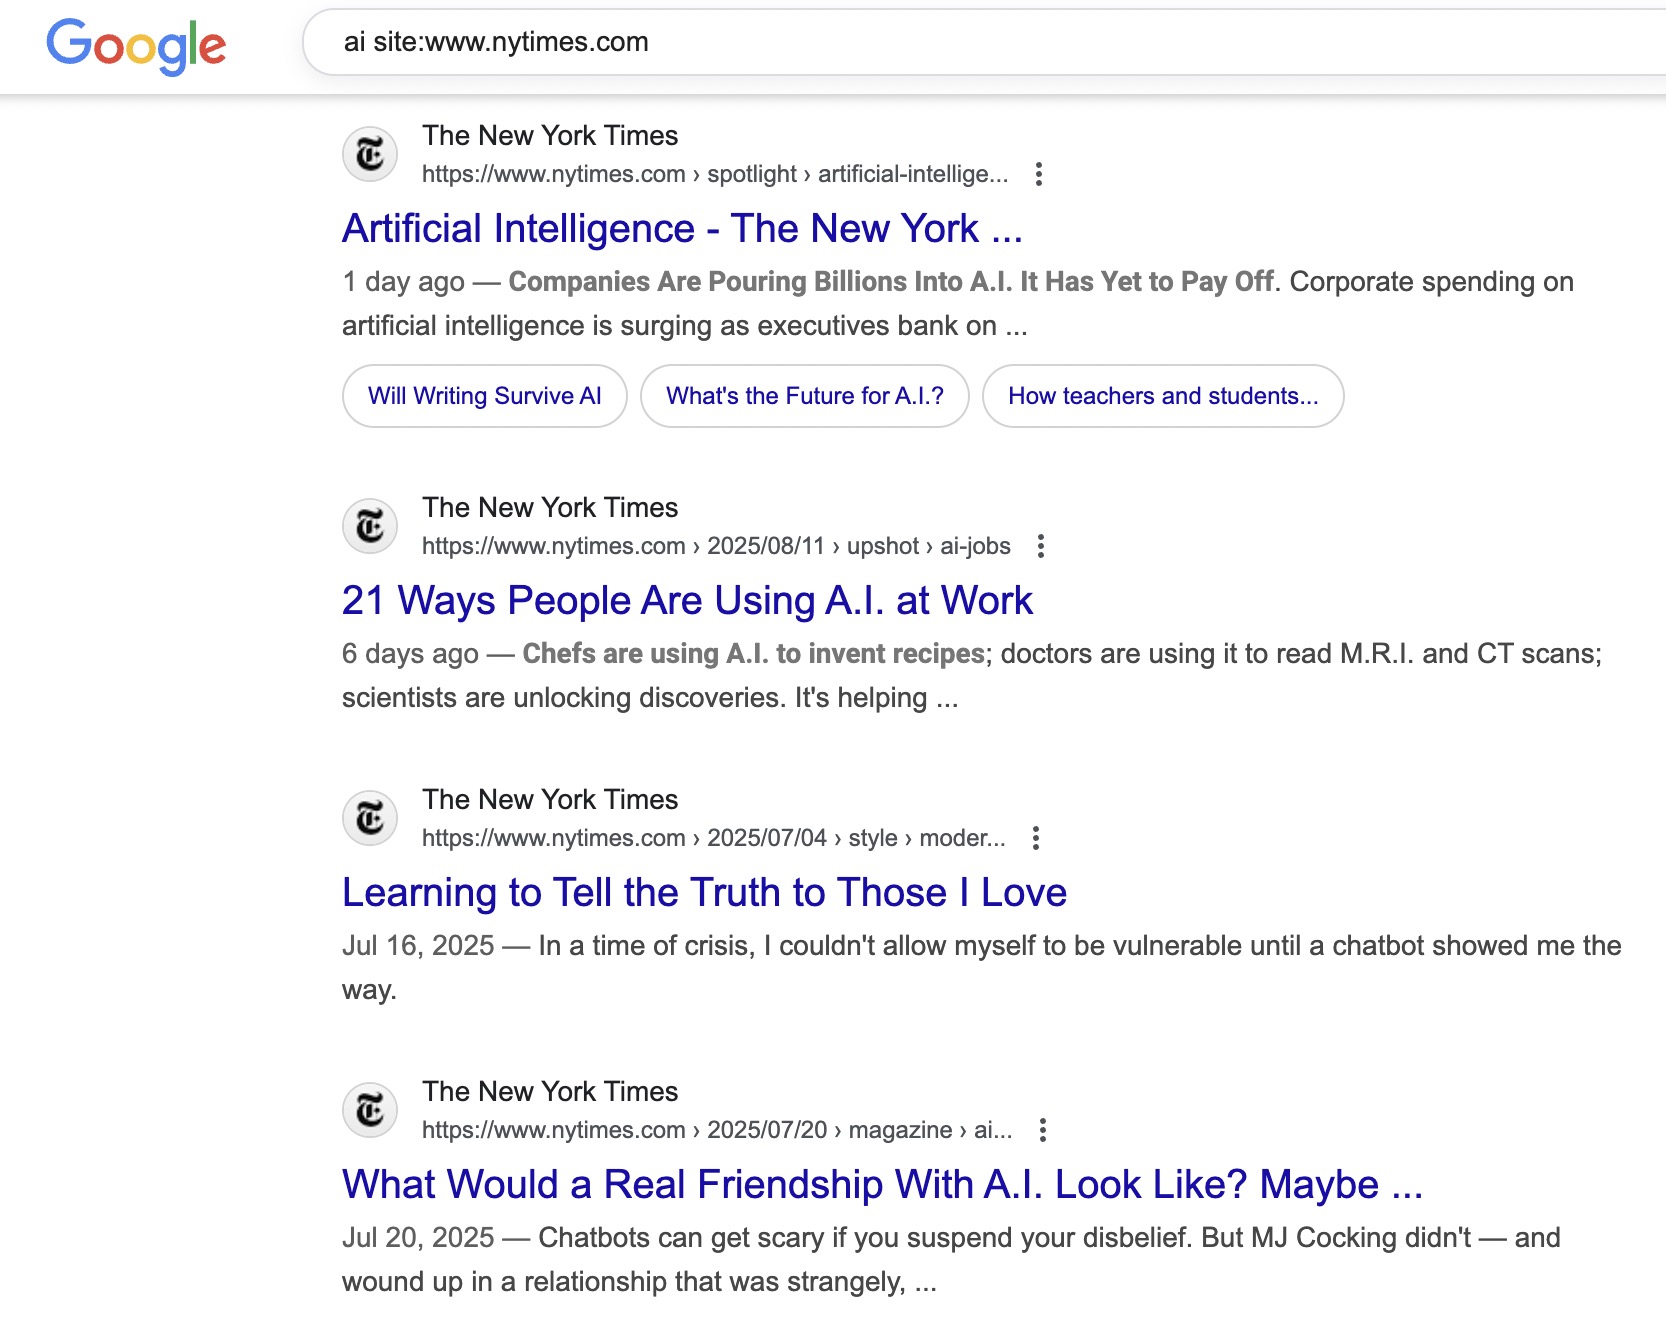 Google
ai site:www.nytimes.com
The New York Times
https://www.nytimes.com › spotlight › artificial-intellige...
Artificial Intelligence - The New York ...
1 day ago — Companies Are Pouring Billions Into A.I. It Has Yet to Pay Off. Corporate spending on
artificial intelligence is surging as executives bank on ...
Will Writing Survive AI
What's the Future for A.I.?
How teachers and students...
The New York Times
https://www.nytimes.com › 2025/08/11 › upshot › ai-jobs
21 Ways People Are Using A.I. at Work
6 days ago — Chefs are using A.I. to invent recipes; doctors are using it to read M.R.I. and CT scans;
scientists are unlocking discoveries. It's helping ...
The New York Times
https://www.nytimes.com › 2025/07/04 › style › moder...
Learning to Tell the Truth to Those I Love
Jul 16, 2025 — In a time of crisis, I couldn't allow myself to be vulnerable until a chatbot showed me the
way.
The New York Times
https://www.nytimes.com › 2025/07/20 › magazine › ai...
What Would a Real Friendship With A.I. Look Like? Maybe ...
Jul 20, 2025 — Chatbots can get scary if you suspend your disbelief. But MJ Cocking didn't — and
wound up in a relationship that was strangely, ...